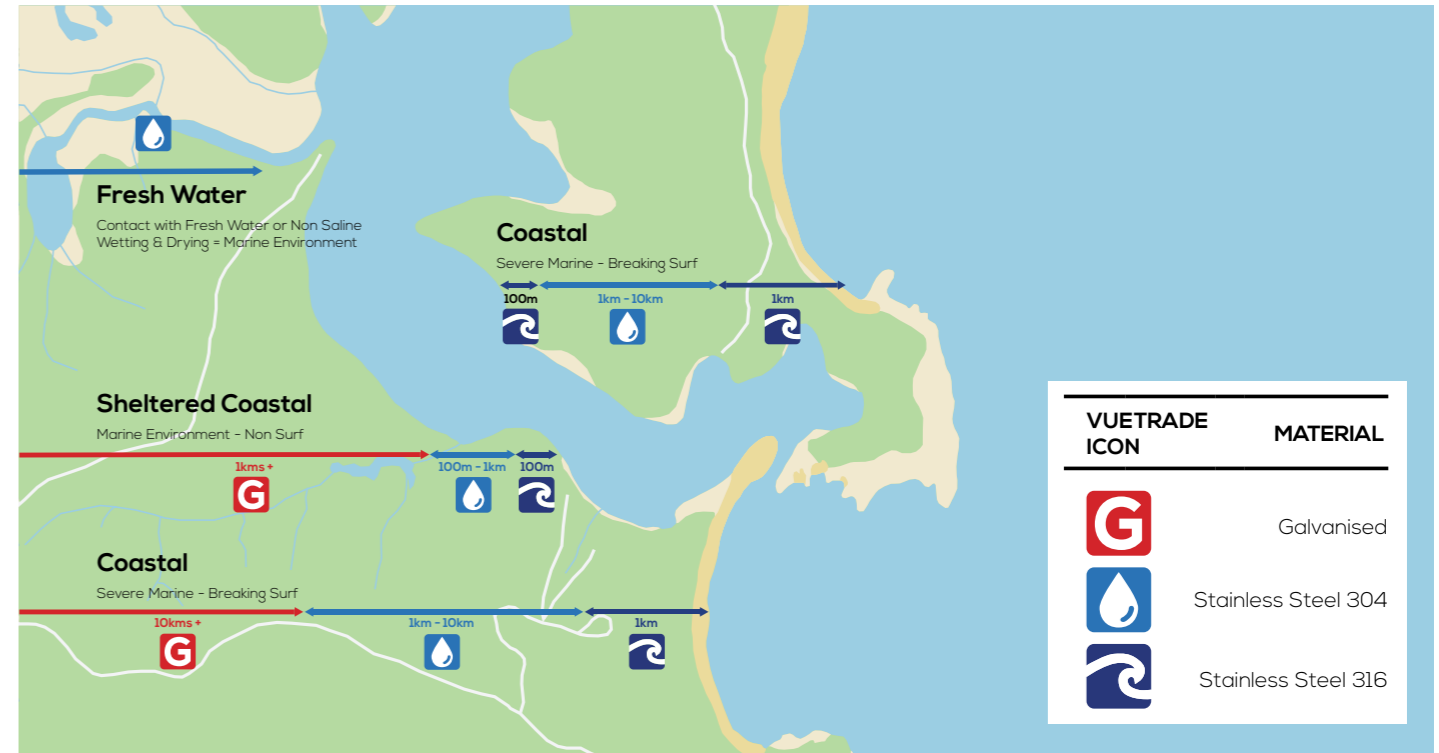 Fresh Water
Contact with Fresh Water or Non Saline
Wetting & Drying = Marine Environment
Coastal
Severe Marine - Breaking Surf
100m
1km - 10km
1km
Sheltered Coastal
Marine Environment - Non Surf
1kms +
100m - 1km
100m
G
Coastal
Severe Marine - Breaking Surf
10kms +
1km - 10km
1km
G
VUETRADE
ICON
MATERIAL
G
Galvanised
Stainless Steel 304
Stainless Steel 316